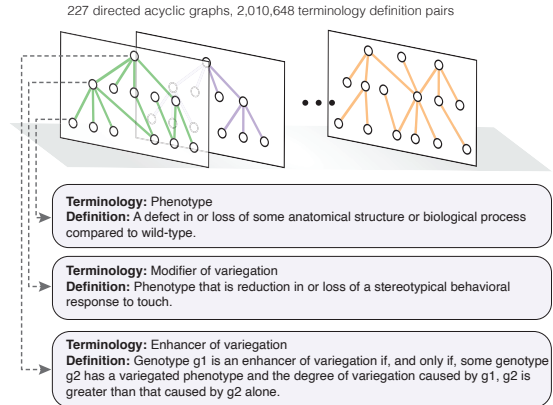 227 directed acyclic graphs, 2,010,648 terminology definition pairs
Terminology: Phenotype
Definition: A defect in or loss of some anatomical structure or biological process
compared to wild-type.
Terminology: Modifier of variegation
Definition: Phenotype that is reduction in or loss of a stereotypical behavioral
response to touch.
Terminology: Enhancer of variegation
Definition: Genotype g1 is an enhancer of variegation if, and only if, some genotype
g2 has a variegated phenotype and the degree of variegation caused by g1, g2 is
greater than that caused by g2 alone.